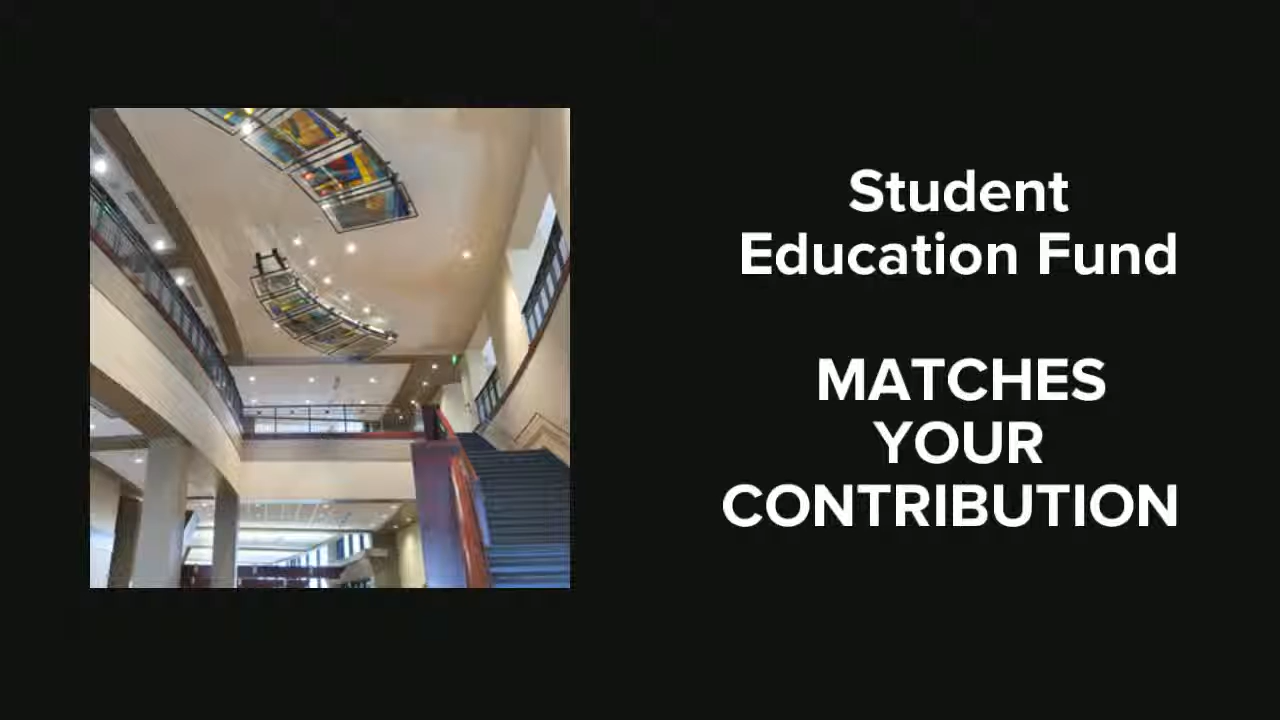 Student
Education Fund
MATCHES
YOUR
CONTRIBUTION